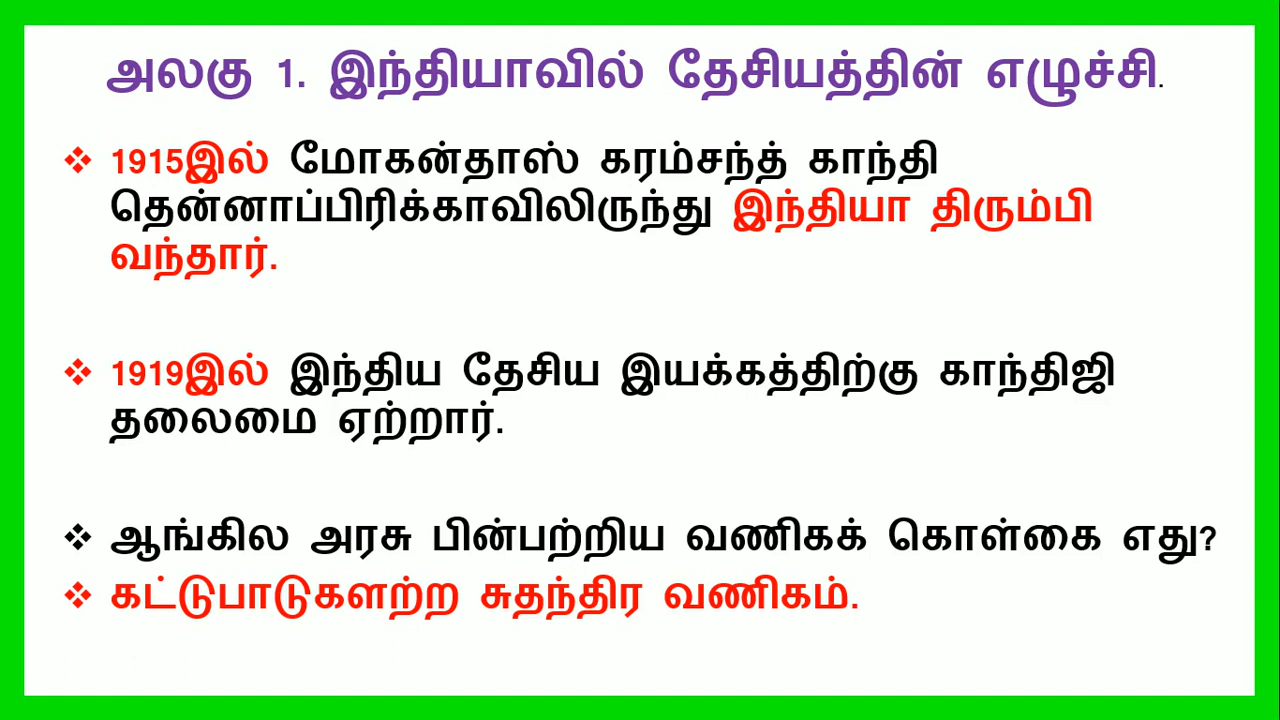 அலகு 1. இந்தியாவில் தேசியத்தின் எழுச்சி.
❖ 1915இல் மோகன்தாஸ் கரம்சந்த் காந்தி
தென்னாப்பிரிக்காவிலிருந்து இந்தியா திரும்பி
வந்தார்.
❖ 1919இல் இந்திய தேசிய இயக்கத்திற்கு காந்திஜி
தலைமை ஏற்றார்.
❖ ஆங்கில அரசு பின்பற்றிய வணிகக் கொள்கை எது?
❖ கட்டுபாடுகளற்ற சுதந்திர வணிகம்.